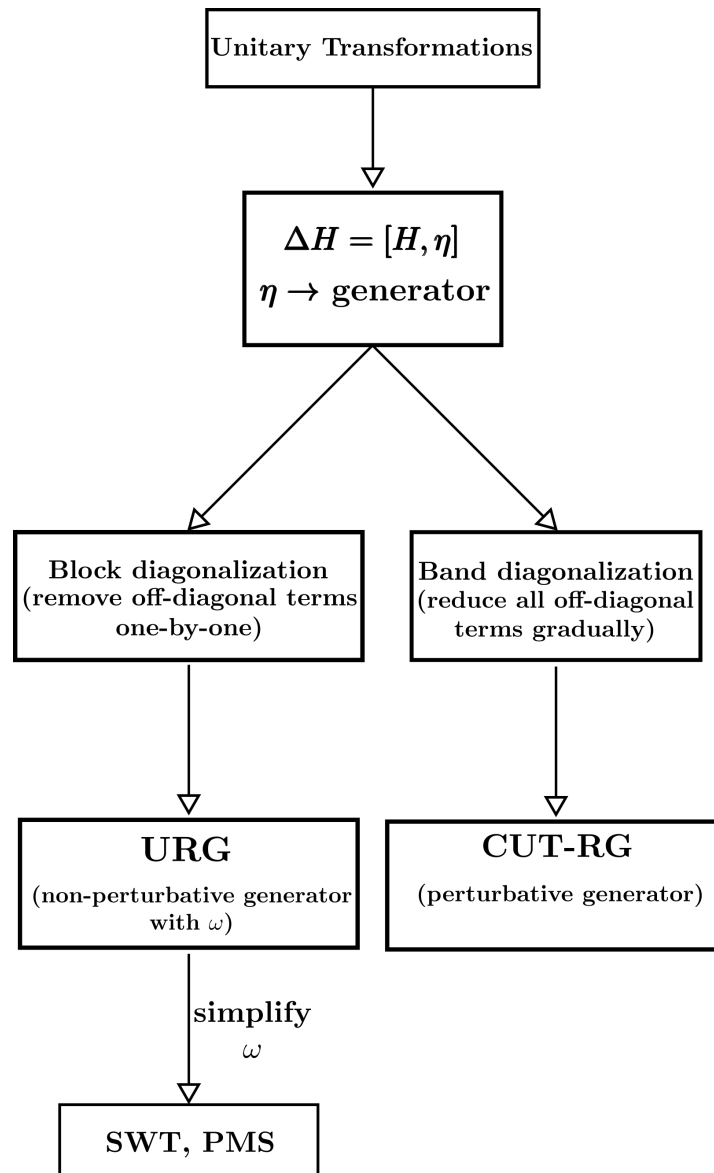 Unitary Transformations
ΔH = [H, η]
η → generator
Block diagonalization
(remove off-diagonal terms
one-by-one)
Band diagonalization
(reduce all off-diagonal
terms gradually)
URG
(non-perturbative generator
with ω)
CUT-RG
(perturbative generator)
simplify
ω
SWT, PMS